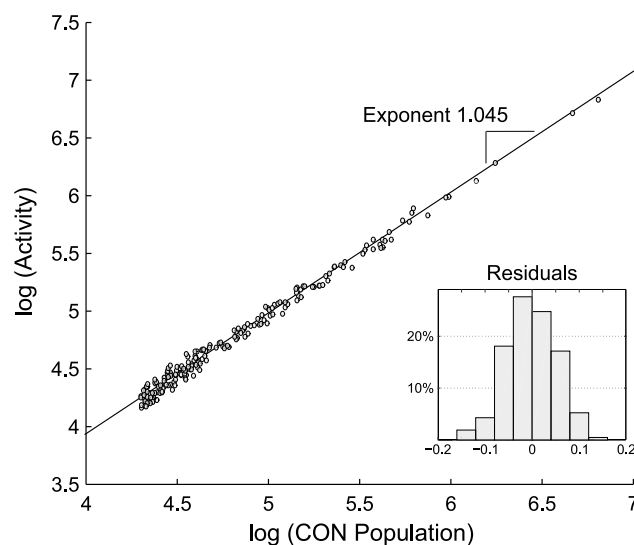 7.5
7
6.5
6
5.5
5
4.5
4
3.5
log (Activity)
Exponent 1.045
Residuals
20%
10%
−0.2 −0.1 0 0.1 0.2
4 4.5 5 5.5 6 6.5 7
log (CON Population)